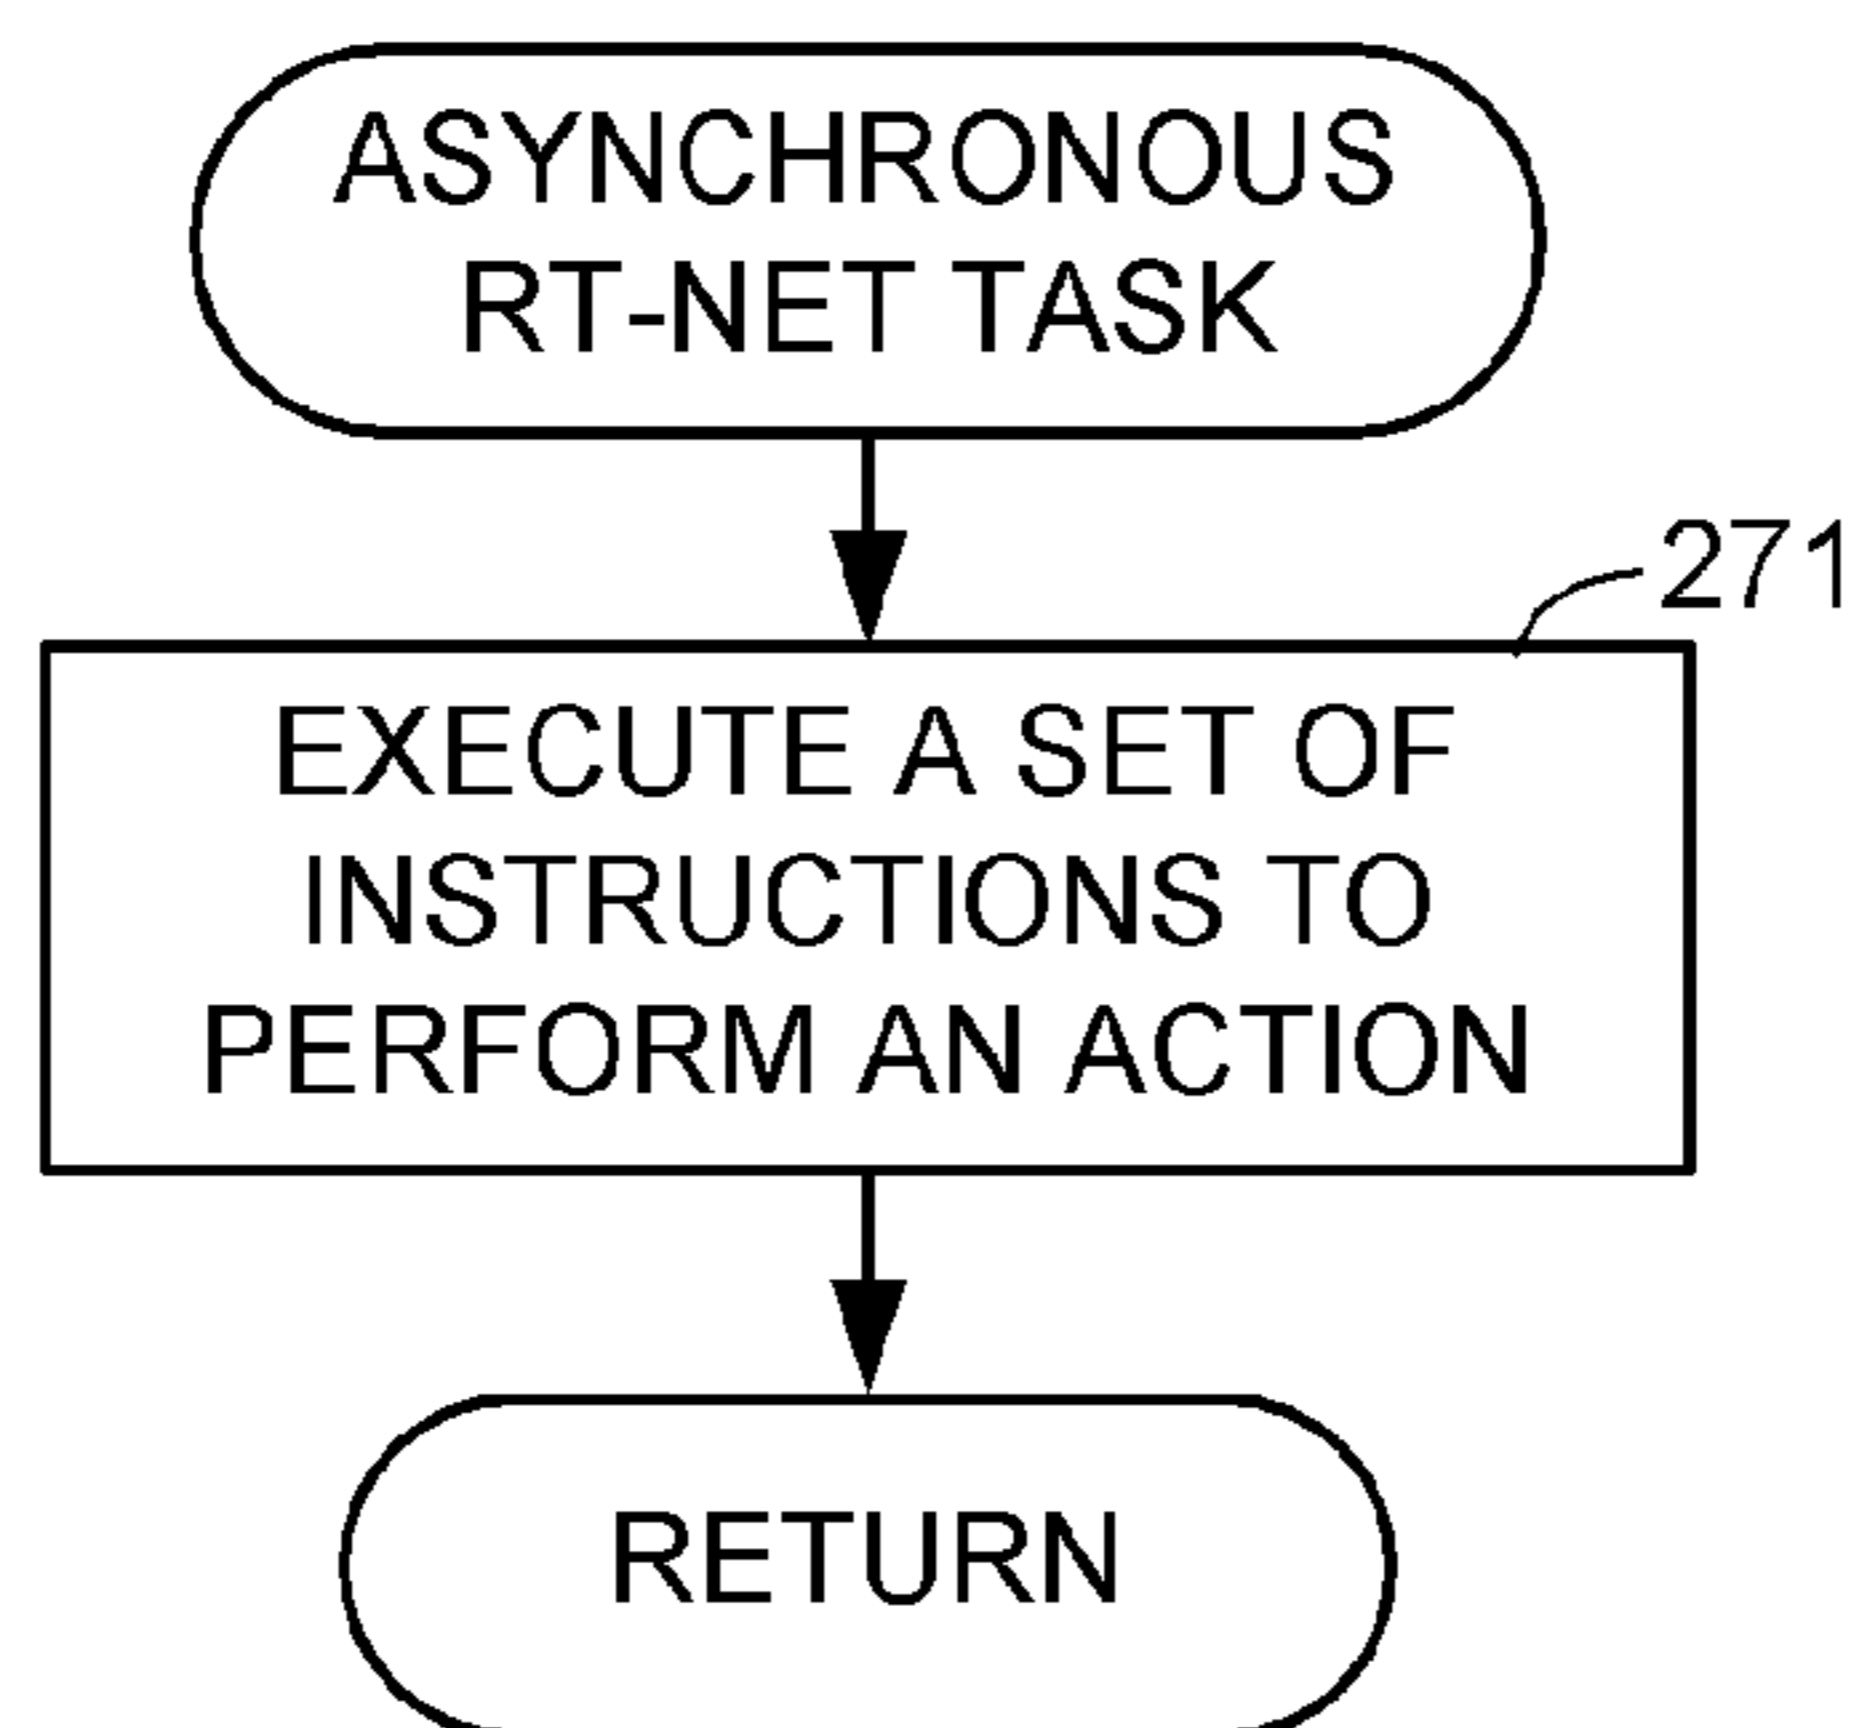 ASYNCHRONOUS
RT-NET TASK
271
EXECUTE A SET OF
INSTRUCTIONS TO
PERFORM AN ACTION
RETURN